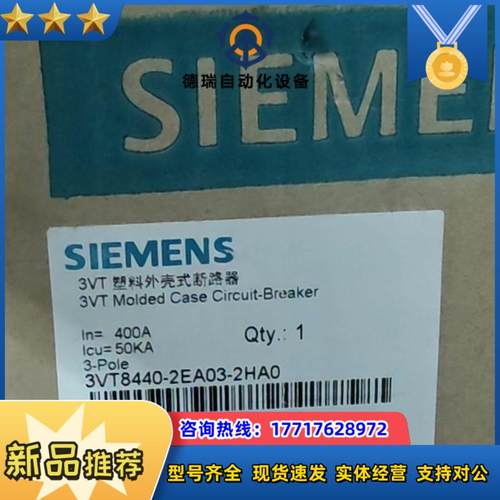 德瑞自动化设备
SIEME
SIEMENS
3VT 塑料外壳式断路器
3VT Molded Case Circuit-Breaker
In= 400A
Icu= 50KA
Qty.: 1
3-Pole
3VT8440-2EA03-2HA0
咨询热线：17717628972
新品推荐
型号齐全 现货速发 实体经营 支持对公